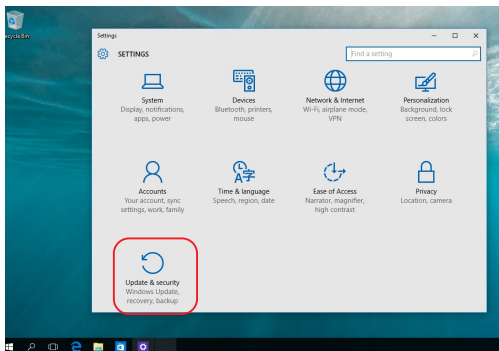 Recycle Bin
Settings
SETTINGS
Find a setting
System
Display, notifications,
apps, power
Devices
Bluetooth, printers,
mouse
Network & Internet
Wi-Fi, airplane mode,
VPN
Personalization
Background, lock
screen, colors
Accounts
Your account, sync
settings, work, family
Time & language
Speech, region, date
Ease of Access
Narrator, magnifier,
high contrast
Privacy
Location, camera
Update & security
Windows Update,
recovery, backup